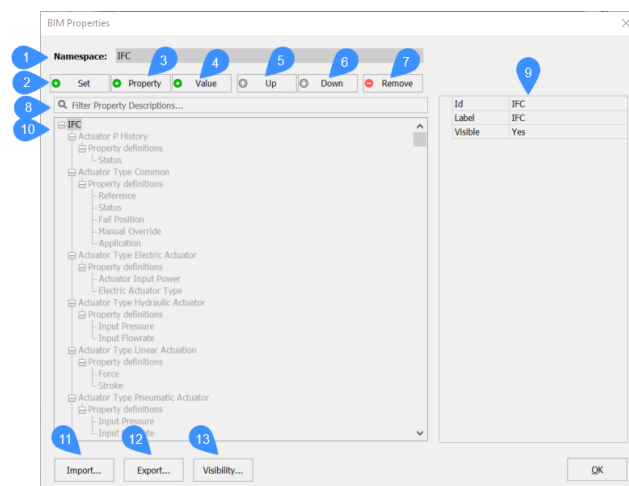 BIM Properties
1 Namespace: IFC
2 Set 3 Property 4 Value 5 Up 6 Down 7 Remove
8 Filter Property Descriptions...
9
Id IFC
Label IFC
Visible Yes
10 IFC
Actuator P History
Property definitions
Status
Actuator Type Common
Property definitions
Reference
Status
Fail Position
Manual Override
Application
Actuator Type Electric Actuator
Property definitions
Actuator Input Power
Electric Actuator Type
Actuator Type Hydraulic Actuator
Property definitions
Input Pressure
Input Flowrate
Actuator Type Linear Actuation
Property definitions
Force
Stroke
Actuator Type Pneumatic Actuator
Property definitions
Input Pressure
Input
11 12 13
Import... Export... Visibility... OK